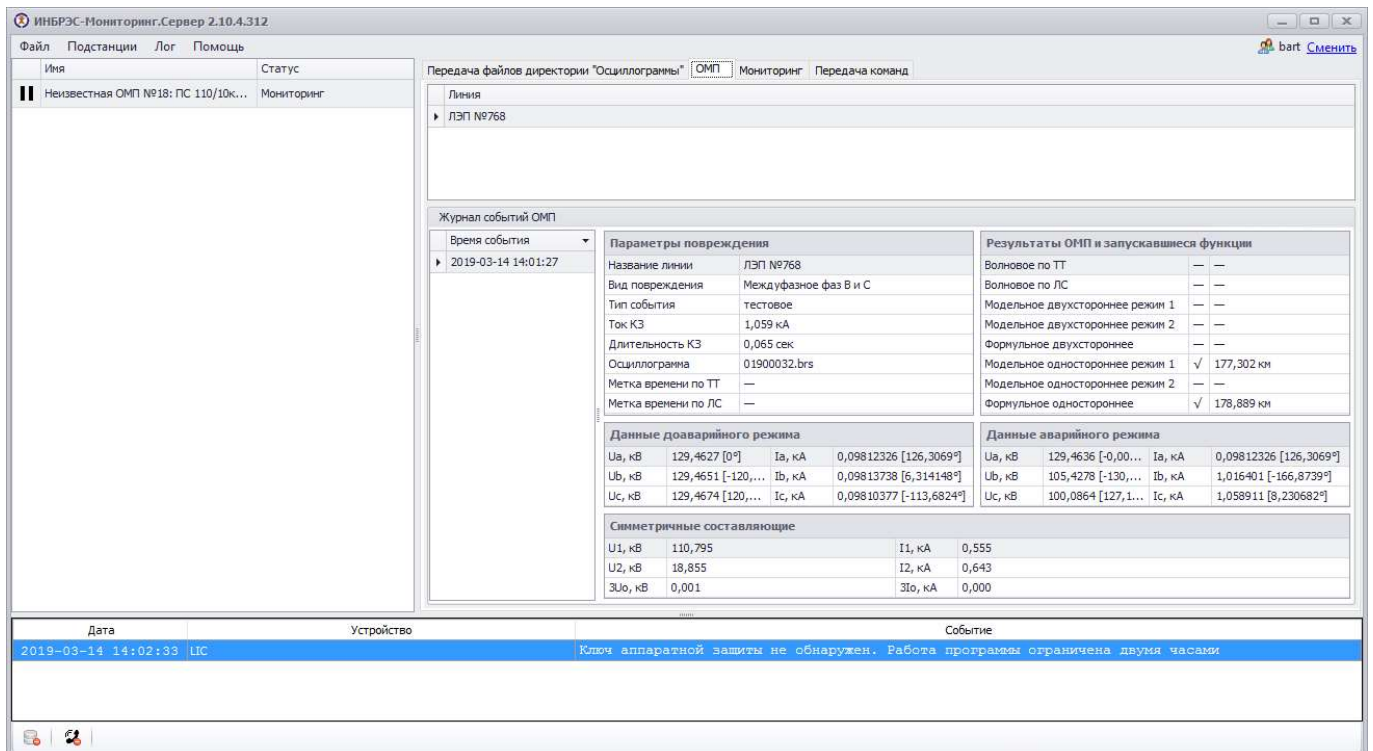 ИНБРЭС-Мониторинг.Сервер 2.10.4.312
Файл Подстанции Лог Помощь bart Сменить
Имя Статус
Неизвестная ОМП №18: ПС 110/10к... Мониторинг
Передача файлов директории "Осциллограммы" ОМП Мониторинг Передача команд
Линия
ЛЭП №768
Журнал событий ОМП
Время события
2019-03-14 14:01:27
Параметры повреждения
Название линии ЛЭП №768
Вид повреждения Междуфазное фаз В и С
Тип события тестовое
Ток КЗ 1,059 кА
Длительность КЗ 0,065 сек
Осциллограмма 01900032.brs
Метка времени по ТТ —
Метка времени по ЛС —
Результаты ОМП и запускавшиеся функции
Волновое по ТТ — —
Волновое по ЛС — —
Модельное двухстороннее режим 1 — —
Модельное двухстороннее режим 2 — —
Формульное двухстороннее — —
Модельное одностороннее режим 1 √ 177,302 км
Модельное одностороннее режим 2 — —
Формульное одностороннее √ 178,889 км
Данные доаварийного режима
Ua, кВ 129,4627 [0°] Ia, кА 0,09812326 [126,3069°]
Ub, кВ 129,4651 [-120,... Ib, кА 0,09813738 [6,314148°]
Uc, кВ 129,4674 [120,... Ic, кА 0,09810377 [-113,6824°]
Данные аварийного режима
Ua, кВ 129,4636 [-0,00... Ia, кА 0,09812326 [126,3069°]
Ub, кВ 105,4278 [-130,... Ib, кА 1,016401 [-166,8739°]
Uc, кВ 100,0864 [127,1... Ic, кА 1,058911 [8,230682°]
Симметричные составляющие
U1, кВ 110,795 I1, кА 0,555
U2, кВ 18,855 I2, кА 0,643
3Uo, кВ 0,001 3Io, кА 0,000
Дата Устройство Событие
2019-03-14 14:02:33 LIC Ключ аппаратной защиты не обнаружен. Работа программы ограничена двумя часами